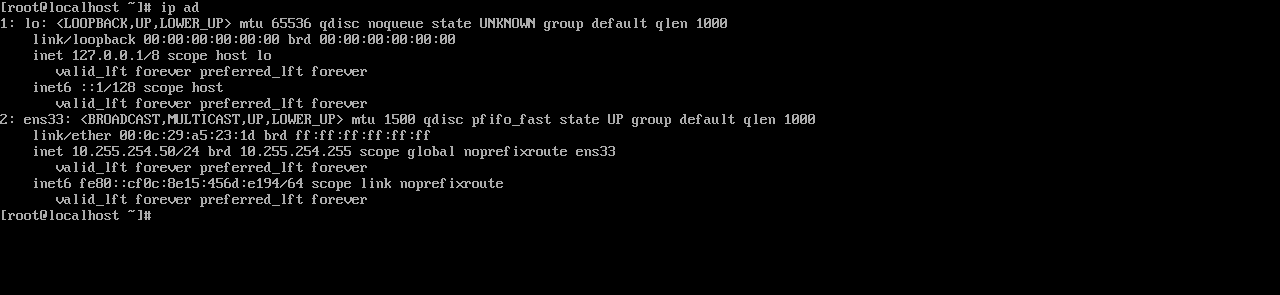 [root@localhost ~]# ip ad
1: lo: <LOOPBACK,UP,LOWER_UP> mtu 65536 qdisc noqueue state UNKNOWN group default qlen 1000
    link/loopback 00:00:00:00:00:00 brd 00:00:00:00:00:00
    inet 127.0.0.1/8 scope host lo
       valid_lft forever preferred_lft forever
    inet6 ::1/128 scope host
       valid_lft forever preferred_lft forever
2: ens33: <BROADCAST,MULTICAST,UP,LOWER_UP> mtu 1500 qdisc pfifo_fast state UP group default qlen 1000
    link/ether 00:0c:29:a5:23:1d brd ff:ff:ff:ff:ff:ff
    inet 10.255.254.50/24 brd 10.255.254.255 scope global noprefixroute ens33
       valid_lft forever preferred_lft forever
    inet6 fe80::cf0c:8e15:456d:e194/64 scope link noprefixroute
       valid_lft forever preferred_lft forever
[root@localhost ~]#